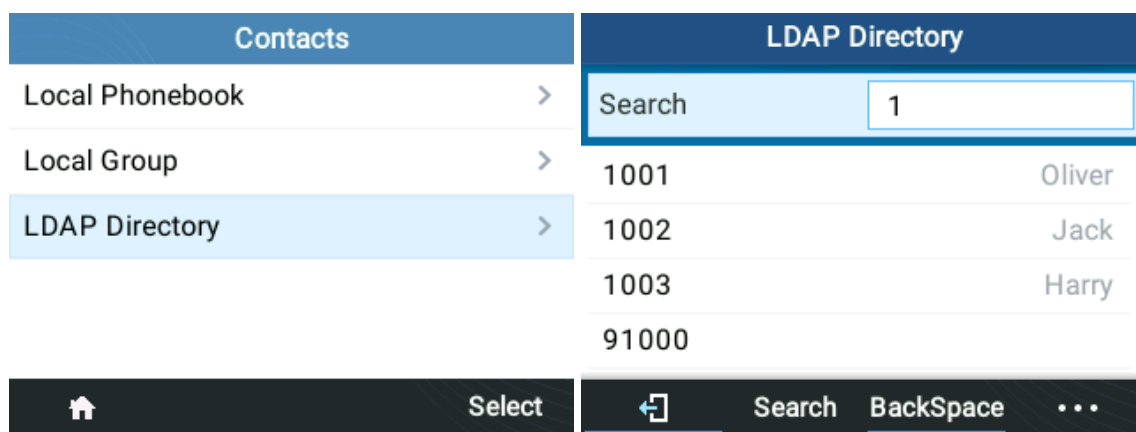 Contacts
Local Phonebook
Local Group
LDAP Directory
Select
LDAP Directory
Search 1
1001 Oliver
1002 Jack
1003 Harry
91000
Search BackSpace ...